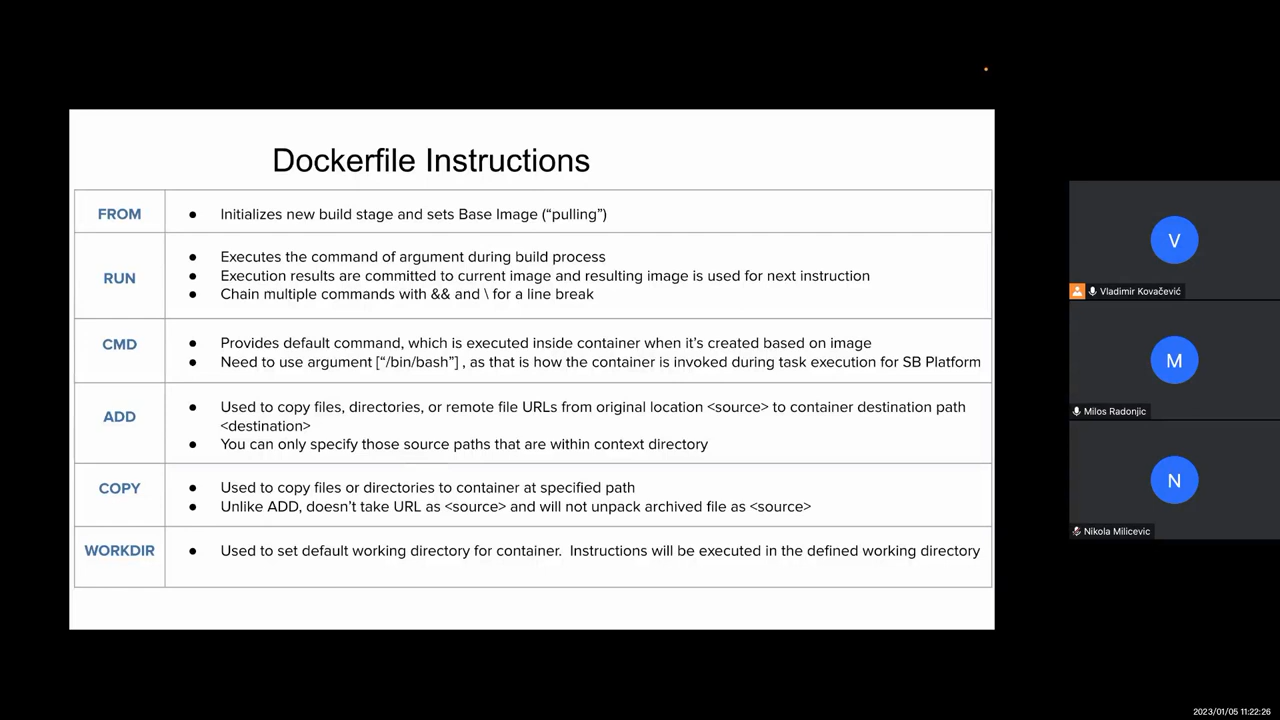 Dockerfile Instructions
FROM
● Initializes new build stage and sets Base Image (“pulling”)
RUN
● Executes the command of argument during build process
● Execution results are committed to current image and resulting image is used for next instruction
● Chain multiple commands with && and \ for a line break
CMD
● Provides default command, which is executed inside container when it’s created based on image
● Need to use argument [“/bin/bash”] , as that is how the container is invoked during task execution for SB Platform
ADD
● Used to copy files, directories, or remote file URLs from original location <source> to container destination path
<destination>
● You can only specify those source paths that are within context directory
COPY
● Used to copy files or directories to container at specified path
● Unlike ADD, doesn’t take URL as <source> and will not unpack archived file as <source>
WORKDIR
● Used to set default working directory for container.  Instructions will be executed in the defined working directory
V
Vladimir Kovačević
M
Milos Radonjic
N
Nikola Milicevic
2023/01/05 11:22:26